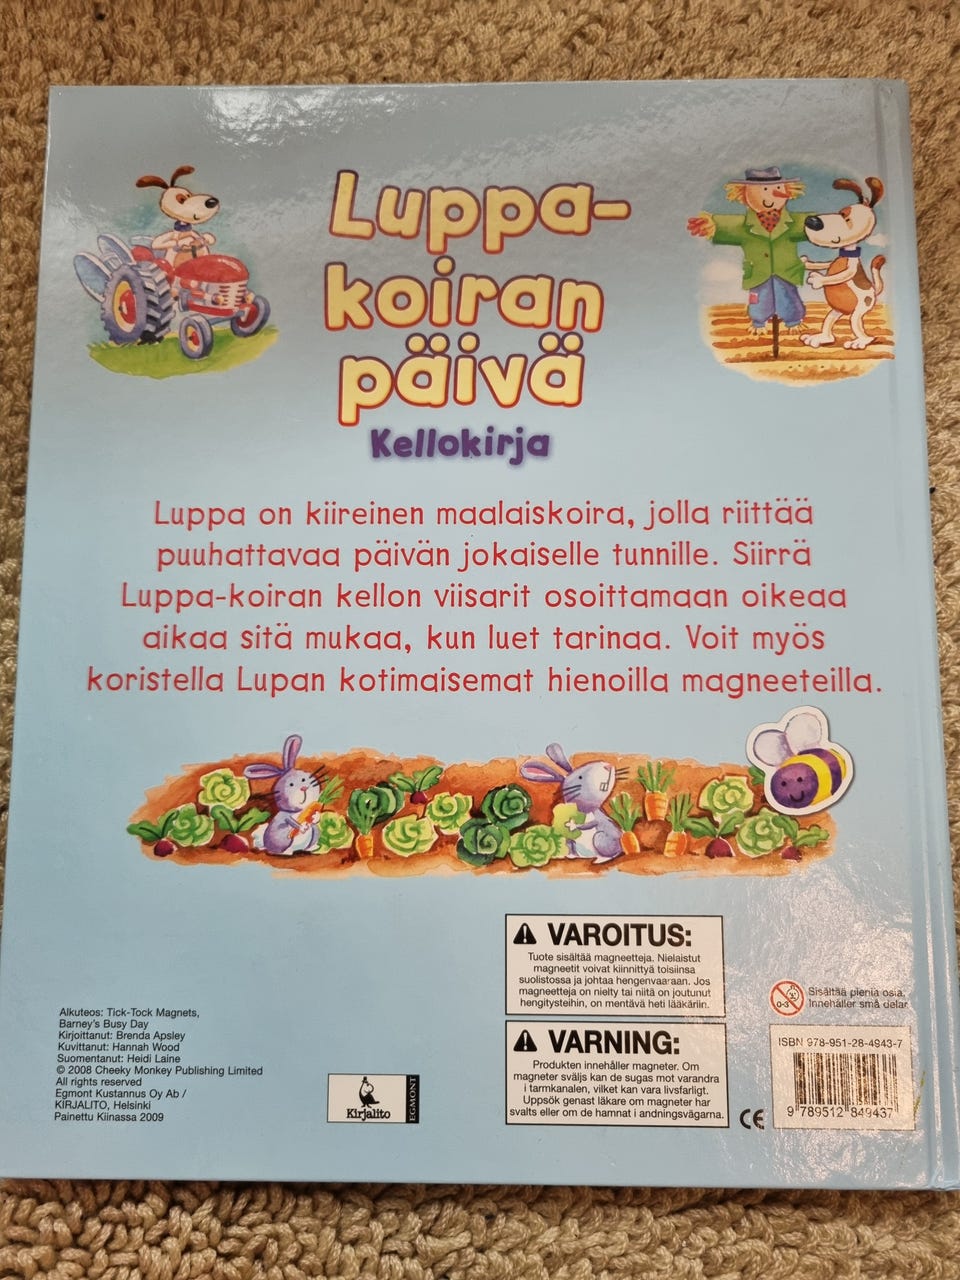 Luppa-
koiran
päivä
Kellokirja
Luppa on kiireinen maalaiskoira, jolla riittää
puuhattavaa päivän jokaiselle tunnille. Siirrä
Luppa-koiran kellon viisarit osoittamaan oikeaa
aikaa sitä mukaa, kun luet tarinaa. Voit myös
koristella Lupan kotimaisemat hienoilla magneeteilla.
VAROITUS:
Tuote sisältää magneetteja. Nielaistut
magneetit voivat kiinnittyä toisiinsa
suolistossa ja johtaa hengenvaaraan. Jos
magneetteja on nielty tai niitä on joutunut
hengitysteihin, on mentävä heti lääkäriin.
VARNING:
Produkten innehåller magneter. Om
magneter sväljs kan de sugas mot varandra
i tarmkanalen, vilket kan vara livsfarligt.
Uppsök genast läkare om magneter har
svalts eller om de hamnat i andningsvägarna.
0-3
Sisältää pieniä osia.
Innehåller små delar.
ISBN 978-951-28-4943-7
9 789512 849437
CE
Alkuteos: Tick-Tock Magnets,
Barney's Busy Day
Kirjoittanut: Brenda Apsley
Kuvittanut: Hannah Wood
Suomentanut: Heidi Laine
© 2008 Cheeky Monkey Publishing Limited
All rights reserved
Egmont Kustannus Oy Ab /
KIRJALITO, Helsinki
Painettu Kiinassa 2009
Kirjalito
EGMONT